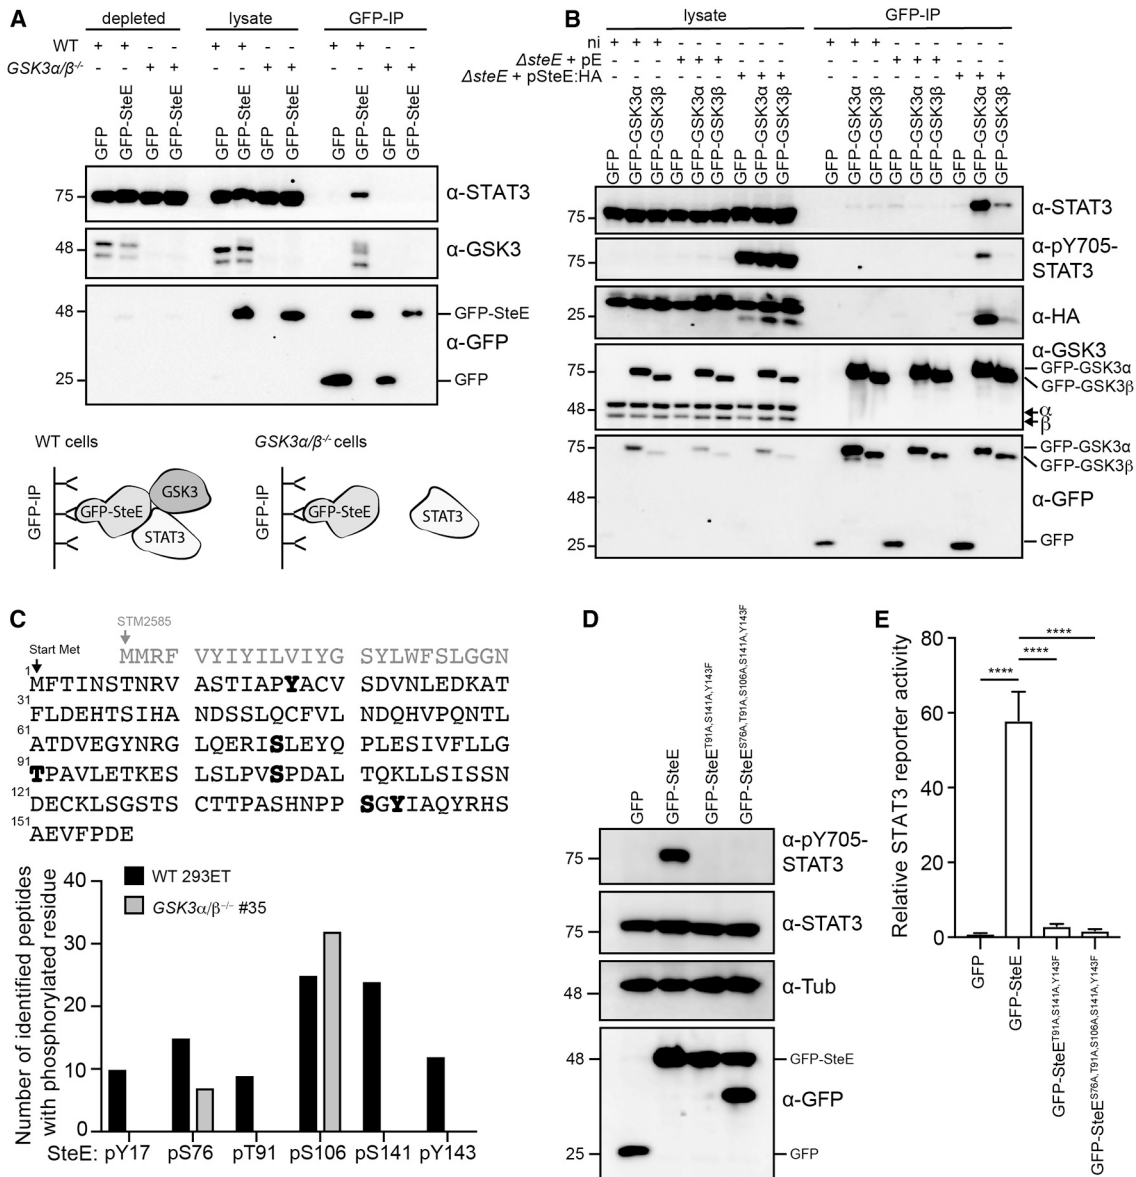 A
depleted lysate GFP-IP
WT + + - - + + - - + + - -
GSK3α/β-/- - - + + - - + + - - + +
GFP GFP-SteE GFP GFP-SteE GFP GFP-SteE GFP GFP-SteE GFP GFP-SteE GFP GFP-SteE
75 α-STAT3
48 α-GSK3
48 GFP-SteE
α-GFP
25 GFP
WT cells GSK3α/β-/- cells
GFP-IP GFP-SteE GSK3 STAT3
GFP-IP GFP-SteE STAT3
B
lysate GFP-IP
ni + + + - - - - - - + + + - - - - - -
ΔsteE + pE - - - + + + - - - - - - + + + - - -
ΔsteE + pSteE:HA - - - - - - + + + - - - - - - + + +
GFP GFP-GSK3α GFP-GSK3β GFP GFP-GSK3α GFP-GSK3β GFP GFP-GSK3α GFP-GSK3β GFP GFP-GSK3α GFP-GSK3β GFP GFP-GSK3α GFP-GSK3β GFP GFP-GSK3α GFP-GSK3β
75 α-STAT3
75 α-pY705-
STAT3
25 α-HA
α-GSK3
75 GFP-GSK3α
GFP-GSK3β
48 α
β
75 GFP-GSK3α
GFP-GSK3β
48 α-GFP
25 GFP
C
STM2585
Start Met MMRF VYIYILVIYG SYLWFSLGGN
1
MFTINSTNRV ASTIAPYACV SDVNLEDKAT
31
FLDEHTSIHA NDSSLQCFVL NDQHVPQNTL
61
ATDVEGYNRG LQERISLEYQ PLESIVFLLG
91
TPAVLETKES LSLPVSPDAL TQKLLSISSN
121
DECKLSGSTS CTTPASHNPP SGYIAQYRHS
151
AEVFPDE
Number of identified peptides
with phosphorylated residue
WT 293ET
GSK3α/β-/- #35
40
30
20
10
0
SteE: pY17 pS76 pT91 pS106 pS141 pY143
D
GFP GFP-SteE GFP-SteE T91A,S141A,Y143F GFP-SteE S76A,T91A,S106A,S141A,Y143F
75 α-pY705-
STAT3
75 α-STAT3
48 α-Tub
48 GFP-SteE
α-GFP
25 GFP
E
Relative STAT3 reporter activity
80
60
40
20
0
****
****
****
GFP GFP-SteE GFP-SteE T91A,S141A,Y143F GFP-SteE S76A,T91A,S106A,S141A,Y143F